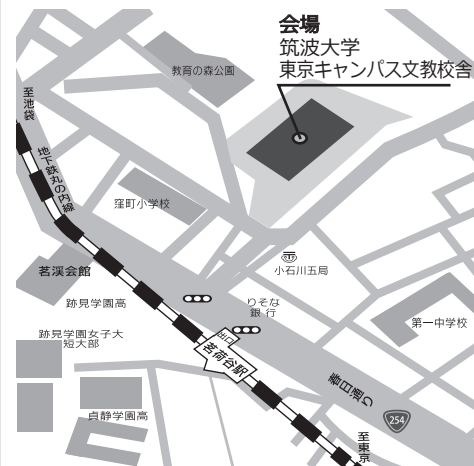 会場
筑波大学
東京キャンパス文教校舎
教育の森公園
至池袋
地下鉄丸の内線
窪町小学校
茗溪会館
小石川五局
跡見学園高
りそな
銀行
第一中学校
跡見学園女子大
短大部
出口
茗荷谷駅
春日通り
254
貞静学園高
至東京